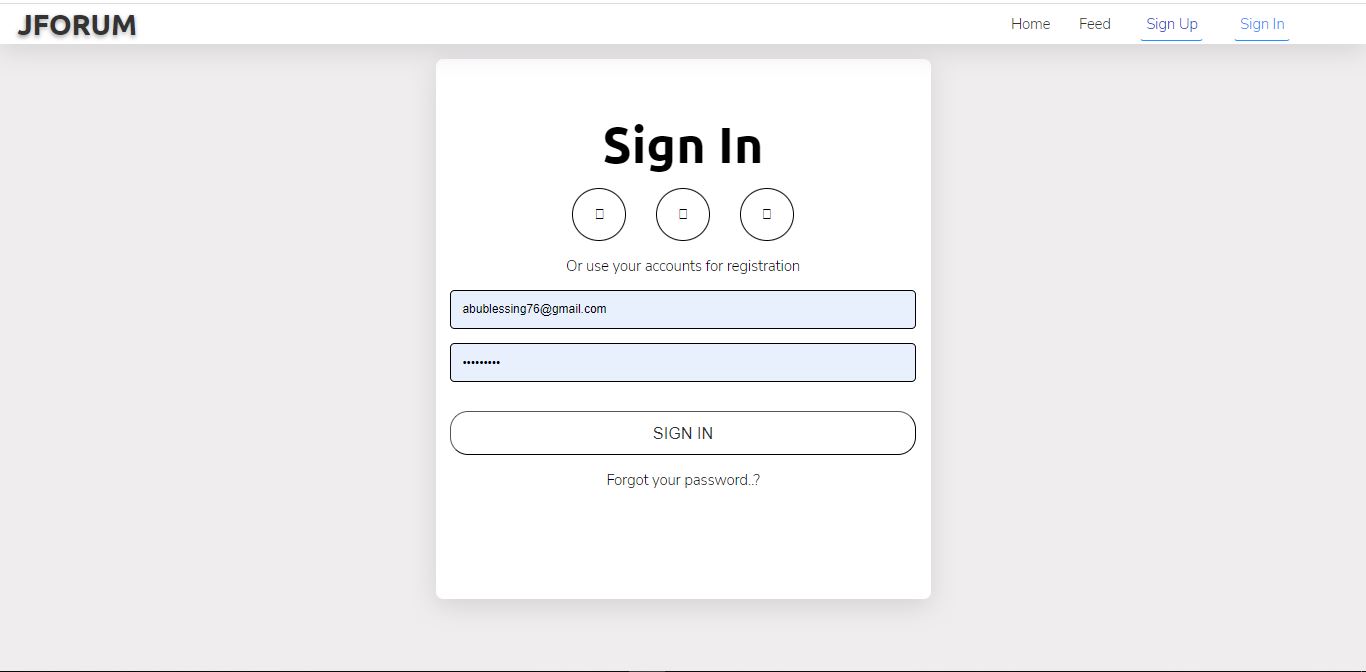 JFORUM
Home
Feed
Sign Up
Sign In
Sign In
Or use your accounts for registration
abublessing76@gmail.com
•••••••••
SIGN IN
Forgot your password..?